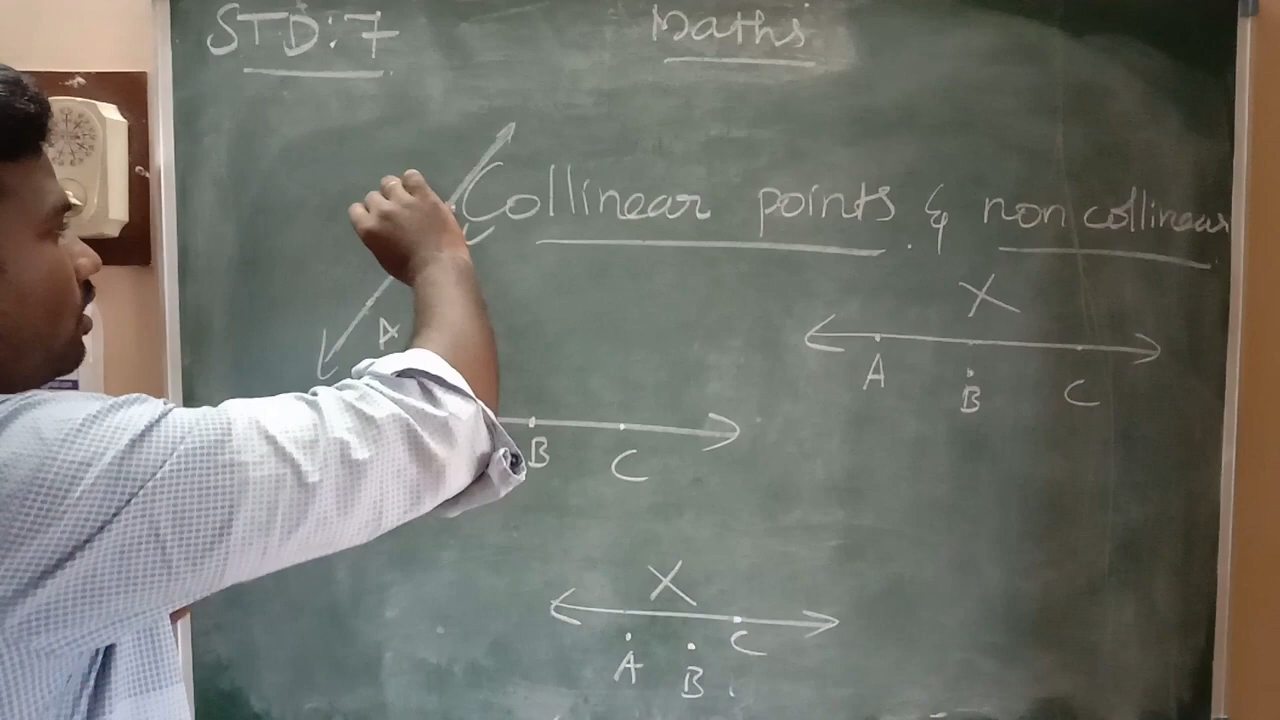 STD: 7 Maths
Collinear points & non collinear
X
A
A B C
B C
X
C
A B